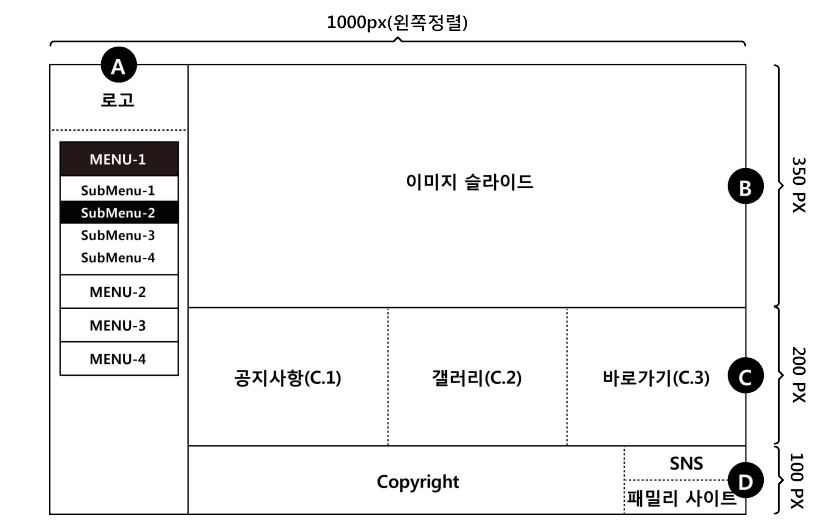 1000px(왼쪽정렬)
A
로고
MENU-1
SubMenu-1
SubMenu-2
SubMenu-3
SubMenu-4
MENU-2
MENU-3
MENU-4
이미지 슬라이드
B
350 PX
공지사항(C.1)
갤러리(C.2)
바로가기(C.3)
C
200 PX
Copyright
SNS
패밀리 사이트
D
100 PX